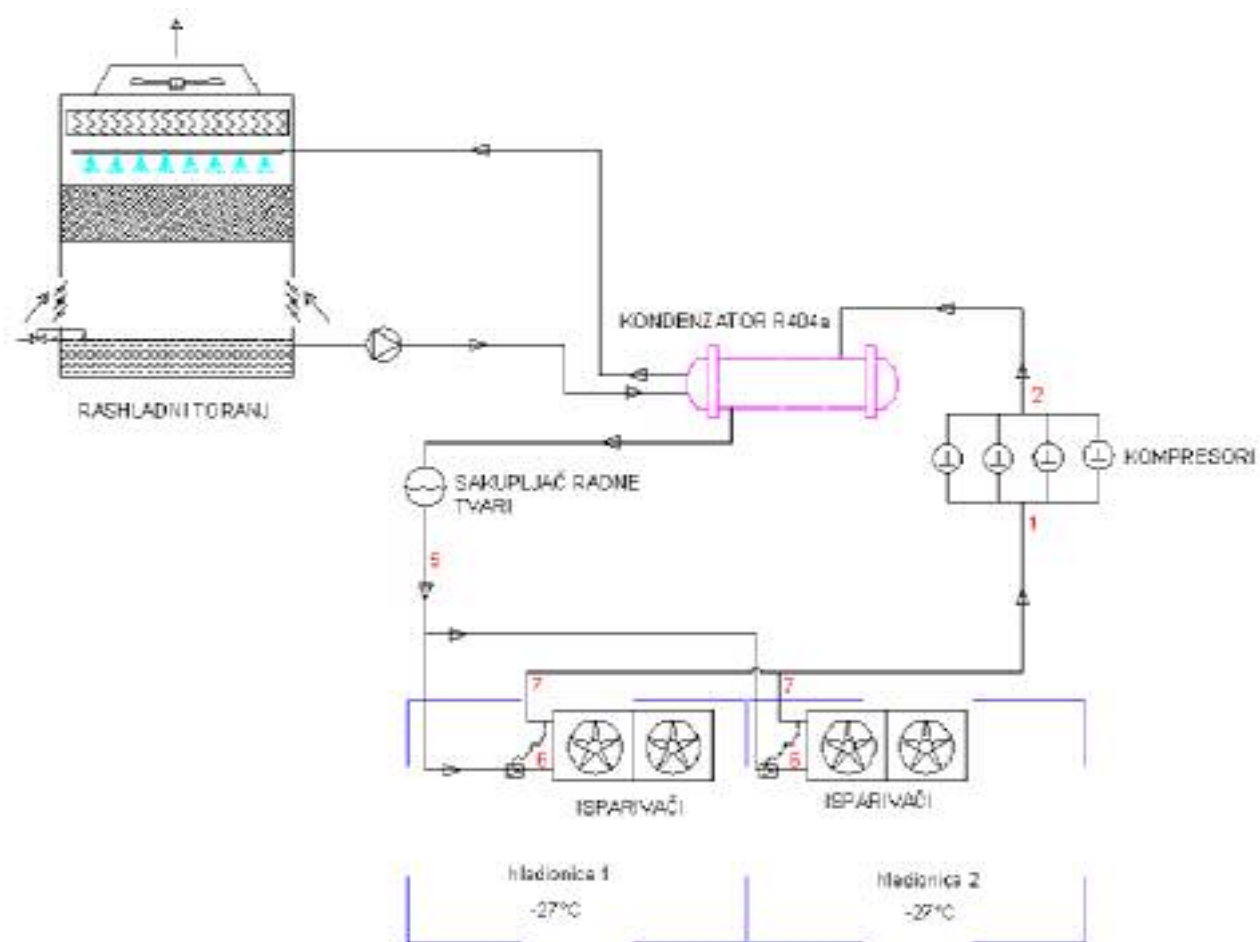 KONDENZATOR R404a
RASHLADNI TORANJ
2
KOMPRESORI
SAKUPLJAČ RADNE
TVARI
1
5
7
7
6
6
ISPARIVAČI
ISPARIVAČI
hladionica 1
-27°C
hladionica 2
-27°C